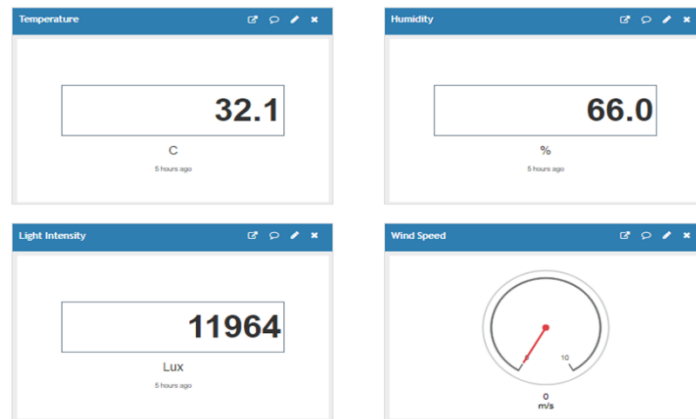 Temperature
32.1
C
5 hours ago
Humidity
66.0
%
5 hours ago
Light Intensity
11964
Lux
5 hours ago
Wind Speed
0 10
0
m/s